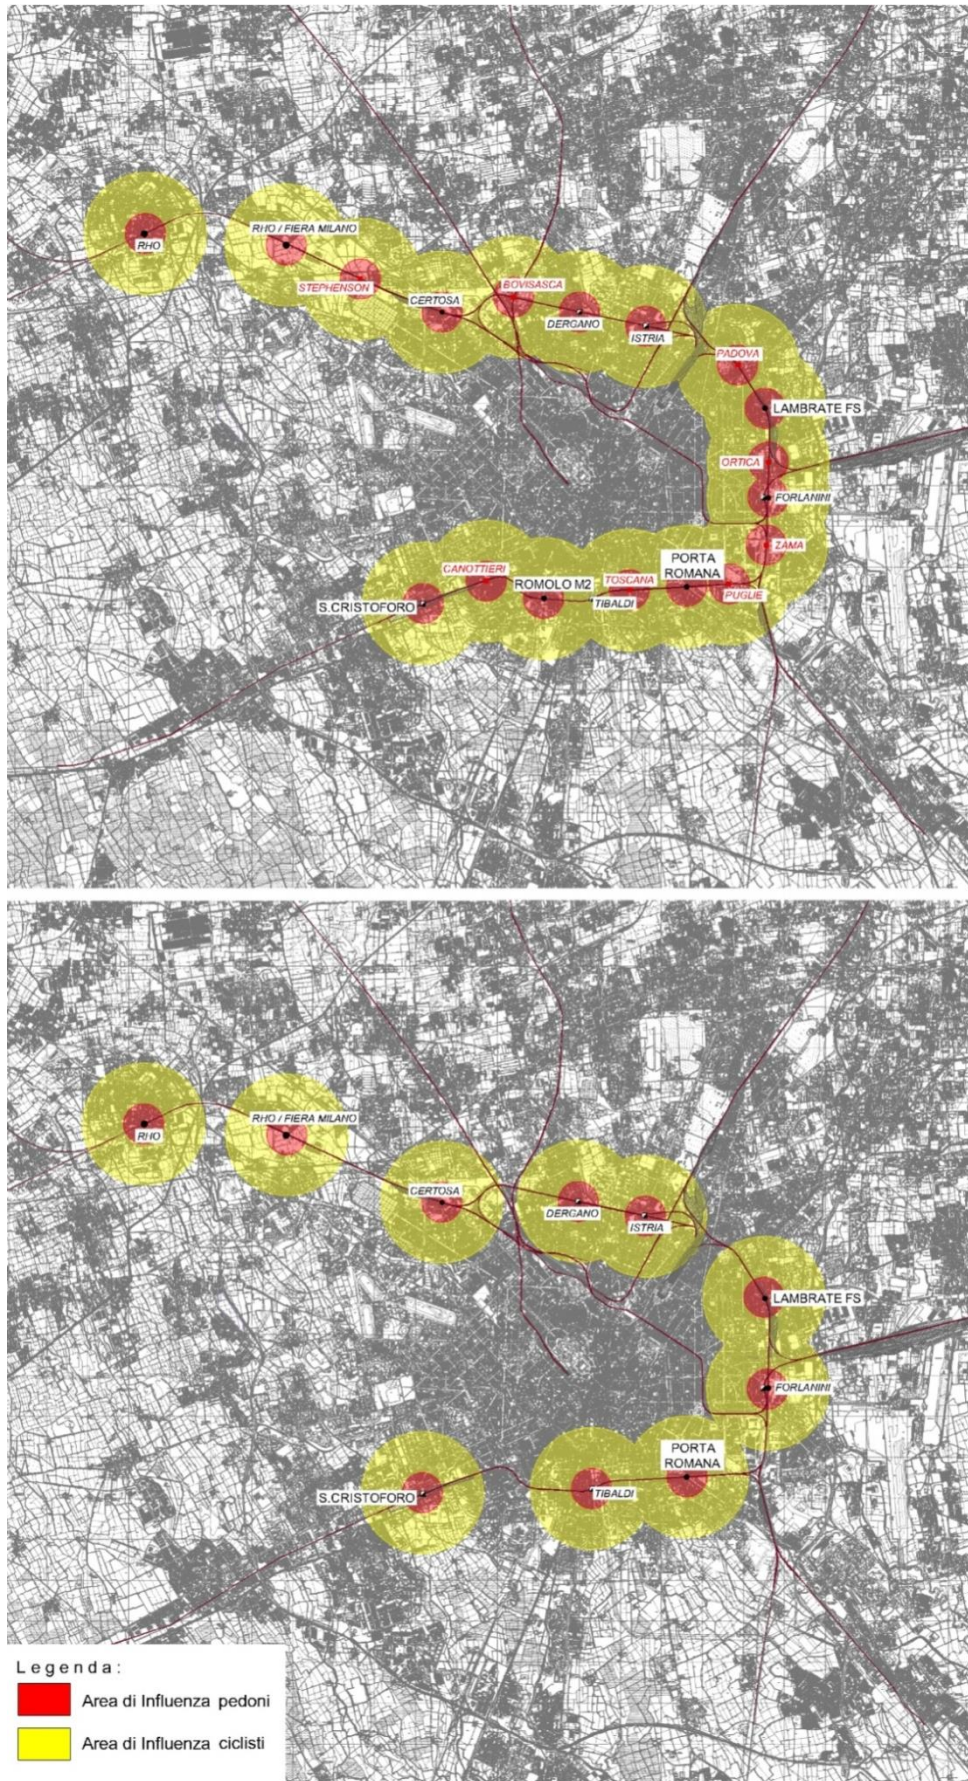 RHO
RHO / FIERA MILANO
STEPHENSON
CERTOSA
BOVISASCA
DERGANO
ISTRIA
PADOVA
LAMBRATE FS
ORTICA
FORLANINI
ZAMA
CANOTTIERI
ROMOLO M2
TOSCANA
PORTA
ROMANA
S.CRISTOFORO
TIBALDI
PUGLIE
RHO
RHO / FIERA MILANO
CERTOSA
DERGANO
ISTRIA
LAMBRATE FS
FORLANINI
PORTA
ROMANA
S.CRISTOFORO
TIBALDI
Legenda:
Area di Influenza pedoni
Area di Influenza ciclisti